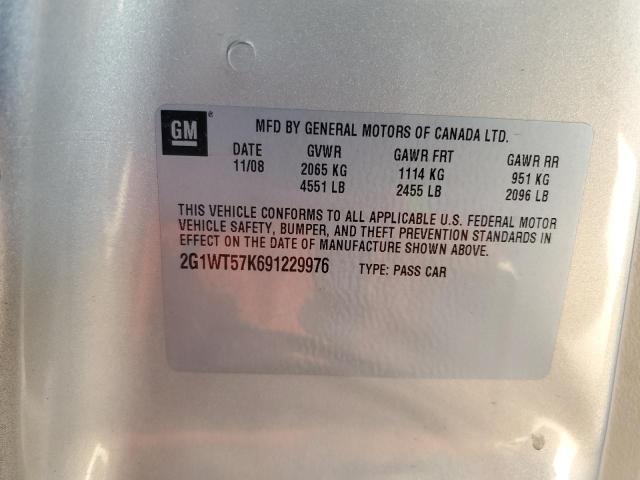 GM ®
MFD BY GENERAL MOTORS OF CANADA LTD.
DATE GVWR GAWR FRT GAWR RR
11/08 2065 KG 1114 KG 951 KG
4551 LB 2455 LB 2096 LB
THIS VEHICLE CONFORMS TO ALL APPLICABLE U.S. FEDERAL MOTOR
VEHICLE SAFETY, BUMPER, AND THEFT PREVENTION STANDARDS IN
EFFECT ON THE DATE OF MANUFACTURE SHOWN ABOVE.
2G1WT57K691229976 TYPE: PASS CAR